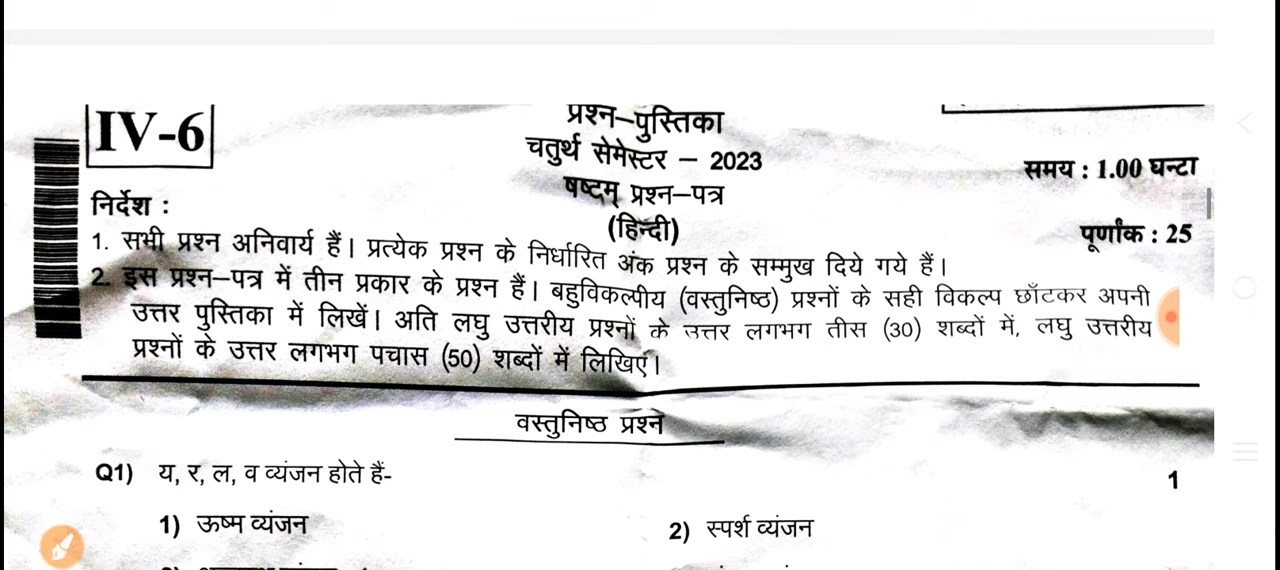 IV-6
प्रश्न–पुस्तिका
चतुर्थ सेमेस्टर – 2023
षष्टम् प्रश्न–पत्र
(हिन्दी)
समय : 1.00 घन्टा
पूर्णांक : 25
निर्देश :
1. सभी प्रश्न अनिवार्य हैं। प्रत्येक प्रश्न के निर्धारित अंक प्रश्न के सम्मुख दिये गये हैं।
2. इस प्रश्न–पत्र में तीन प्रकार के प्रश्न हैं। बहुविकल्पीय (वस्तुनिष्ठ) प्रश्नों के सही विकल्प छाँटकर अपनी
उत्तर पुस्तिका में लिखें। अति लघु उत्तरीय प्रश्नों के उत्तर लगभग तीस (30) शब्दों में, लघु उत्तरीय
प्रश्नों के उत्तर लगभग पचास (50) शब्दों में लिखिएं।
वस्तुनिष्ठ प्रश्न
Q1) य, र, ल, व व्यंजन होते हैं- 1
1) ऊष्म व्यंजन 2) स्पर्श व्यंजन